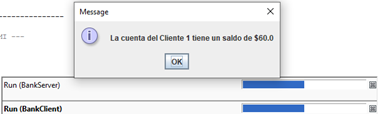 Message
La cuenta del Cliente 1 tiene un saldo de $60.0
OK
Run (BankServer)
Run (BankClient)